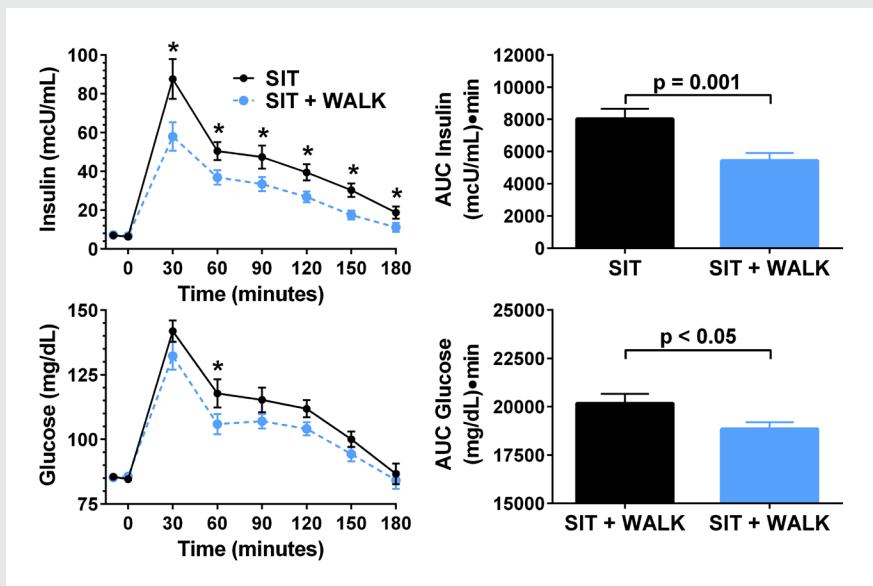 100
80
60
40
20
0
Insulin (mcU/mL)
* * * * * *
SIT
SIT + WALK
0 30 60 90 120 150 180
Time (minutes)
12000
10000
8000
6000
4000
2000
0
AUC Insulin
(mcU/mL)●min
p = 0.001
SIT SIT + WALK
150
125
100
75
Glucose (mg/dL)
*
0 30 60 90 120 150 180
Time (minutes)
25000
22500
20000
17500
15000
AUC Glucose
(mg/dL)●min
p < 0.05
SIT + WALK SIT + WALK